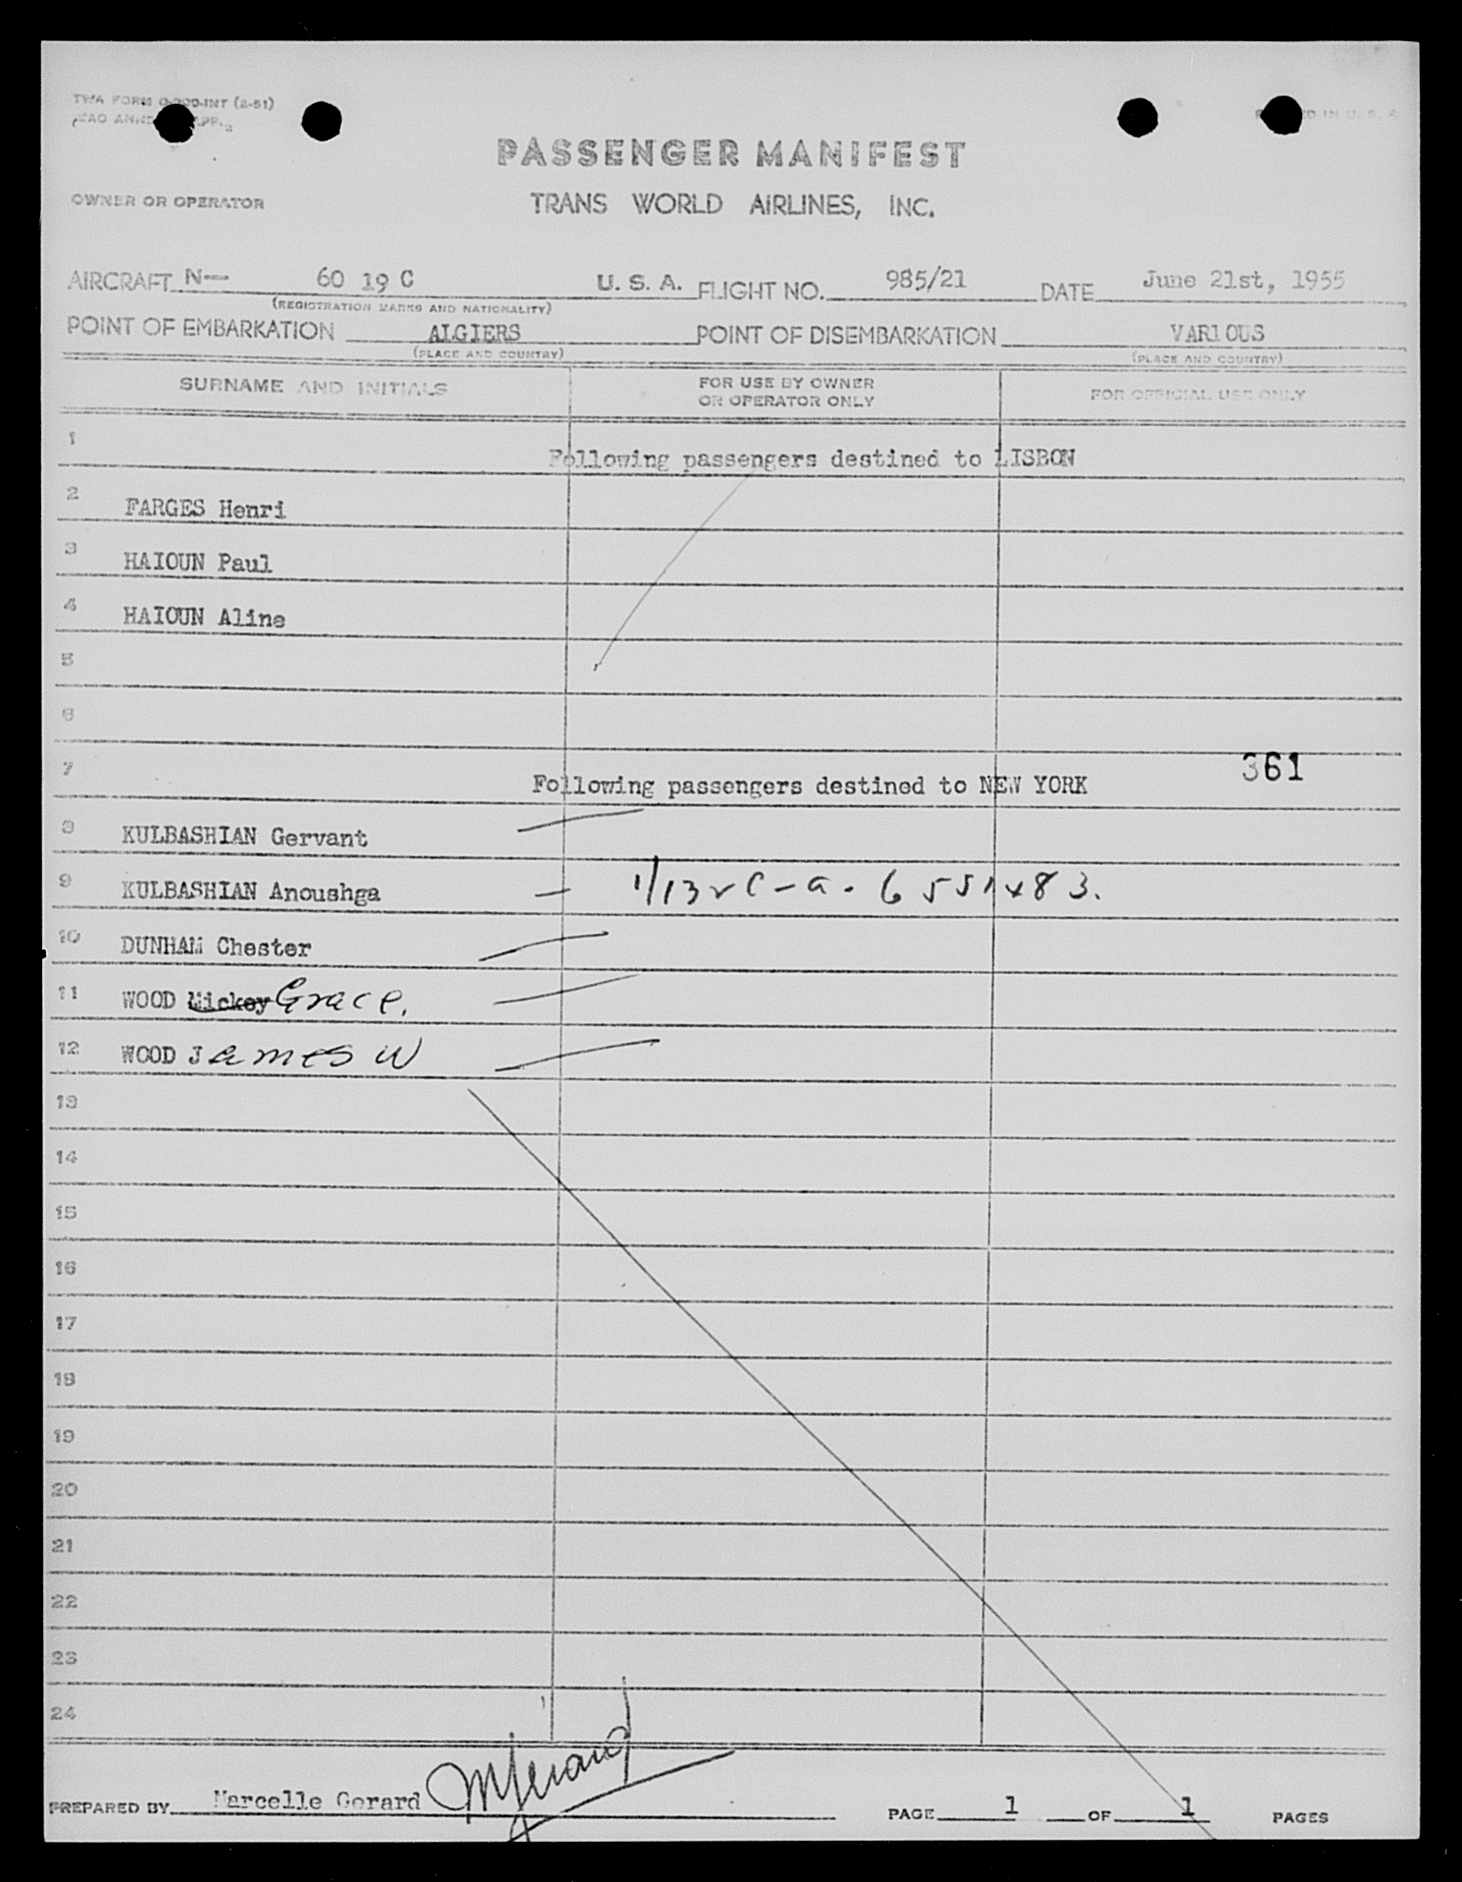 TWA FORM
PASSENGER MANIFEST
OWNER OR OPERATOR
TRANS WORLD AIRLINES, INC.
AIRCRAFT N-- 60 19 C U. S. A. FLIGHT NO. 985/21 DATE June 21st, 1955
(REGISTRATION MARKS AND NATIONALITY)
POINT OF EMBARKATION ALGIERS POINT OF DISEMBARKATION VARIOUS
(PLACE AND COUNTRY) (PLACE AND COUNTRY)
SURNAME AND INITIALS FOR USE BY OWNER OR OPERATOR ONLY FOR OFFICIAL USE ONLY
1 Following passengers destined to LISBON
2 FARGES Henri
3 HAIOUN Paul
4 HAIOUN Aline
5
6
361
7 Following passengers destined to NEW YORK
8 KULBASHIAN Gervant
9 KULBASHIAN Anoushga
10 DUNHAM Chester
11 WOOD Mickey Grace.
12 WOOD James W
13
14
15
16
17
18
19
20
21
22
23
24
PREPARED BY Marcelle Gerard PAGE 1 OF 1 PAGES